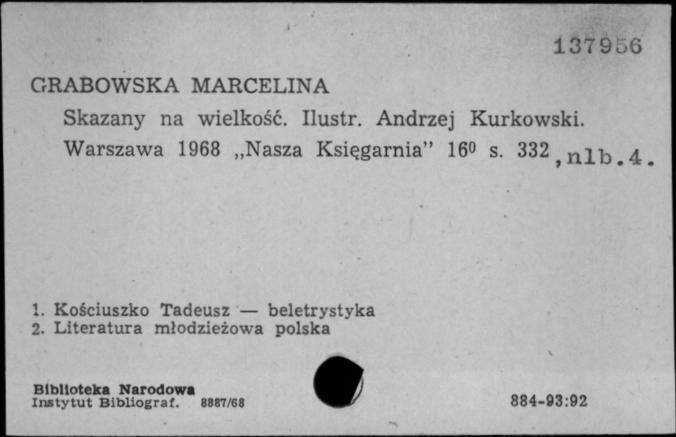 137956
GRABOWSKA MARCELINA
Skazany na wielkość. Ilustr. Andrzej Kurkowski.
Warszawa 1968 „Nasza Księgarnia” 16⁰ s. 332, nlb.4.
1. Kościuszko Tadeusz — beletrystyka
2. Literatura młodzieżowa polska
Biblioteka Narodowa
Instytut Bibliograf. 8887/68
884-93:92